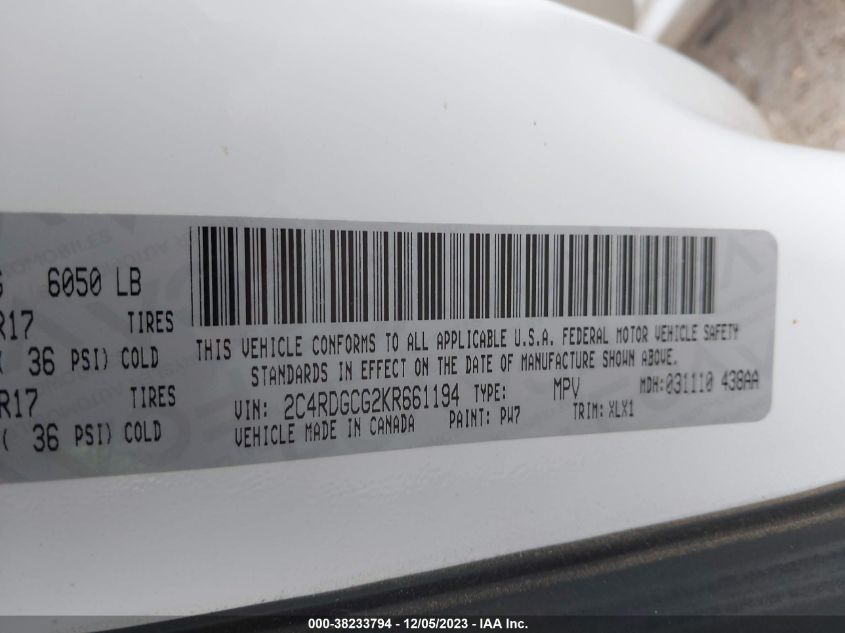 6050 LB
R17 TIRES
( 36 PSI) COLD
R17 TIRES
( 36 PSI) COLD
THIS VEHICLE CONFORMS TO ALL APPLICABLE U.S.A. FEDERAL MOTOR VEHICLE SAFETY
STANDARDS IN EFFECT ON THE DATE OF MANUFACTURE SHOWN ABOVE.
VIN: 2C4RDGCG2KR661194 TYPE: MPV MDH:031110 438AA
VEHICLE MADE IN CANADA PAINT: PW7 TRIM: XLX1
000-38233794 - 12/05/2023 - IAA Inc.